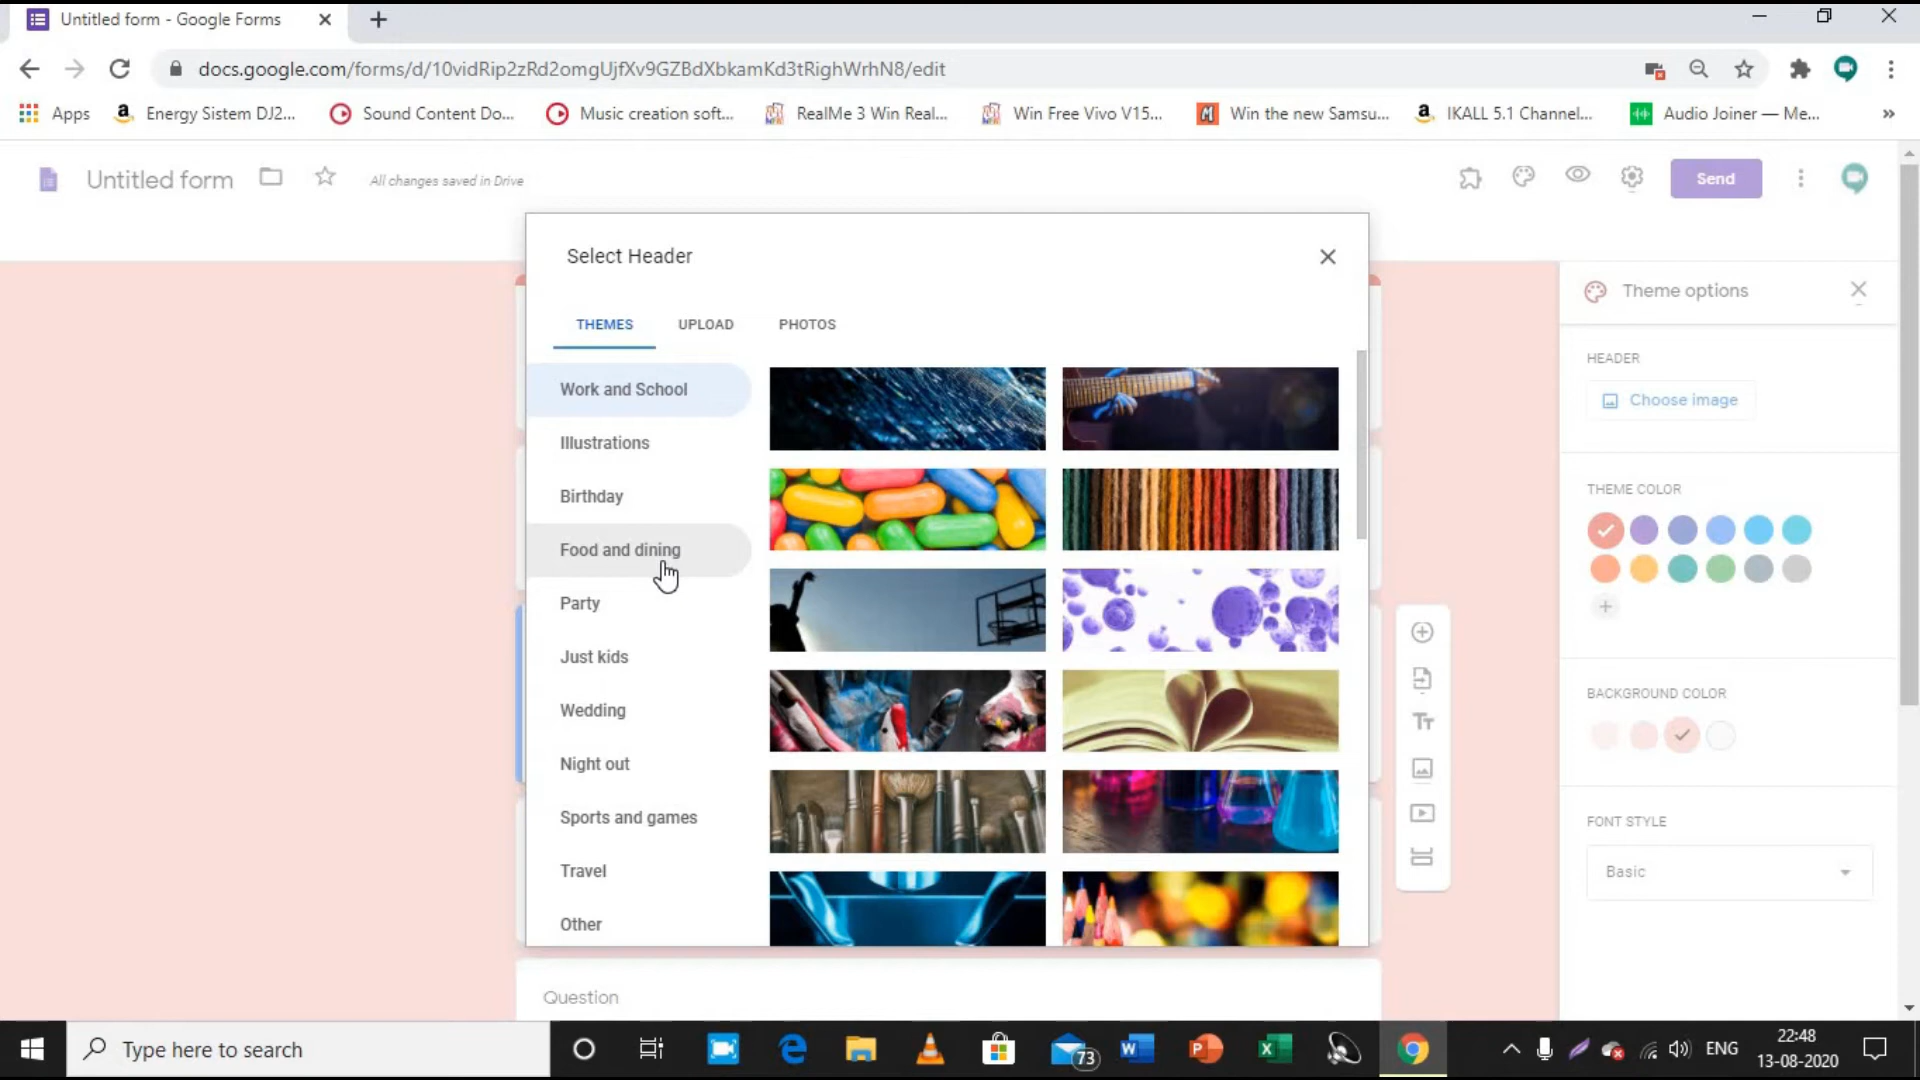 Untitled form - Google Forms
docs.google.com/forms/d/10vidRip2zRd2omgUjfXv9GZBdXbkamKd3tRighWrhN8/edit
Apps
Energy Sistem DJ2...
Sound Content Do...
Music creation soft...
RealMe 3 Win Real...
Win Free Vivo V15...
Win the new Samsu...
IKALL 5.1 Channel...
Audio Joiner — Me...
Untitled form
All changes saved in Drive
Send
Select Header
THEMES
UPLOAD
PHOTOS
Work and School
Illustrations
Birthday
Food and dining
Party
Just kids
Wedding
Night out
Sports and games
Travel
Other
Question
Theme options
HEADER
Choose image
THEME COLOR
BACKGROUND COLOR
FONT STYLE
Basic
Type here to search
73
ENG
22:48
13-08-2020